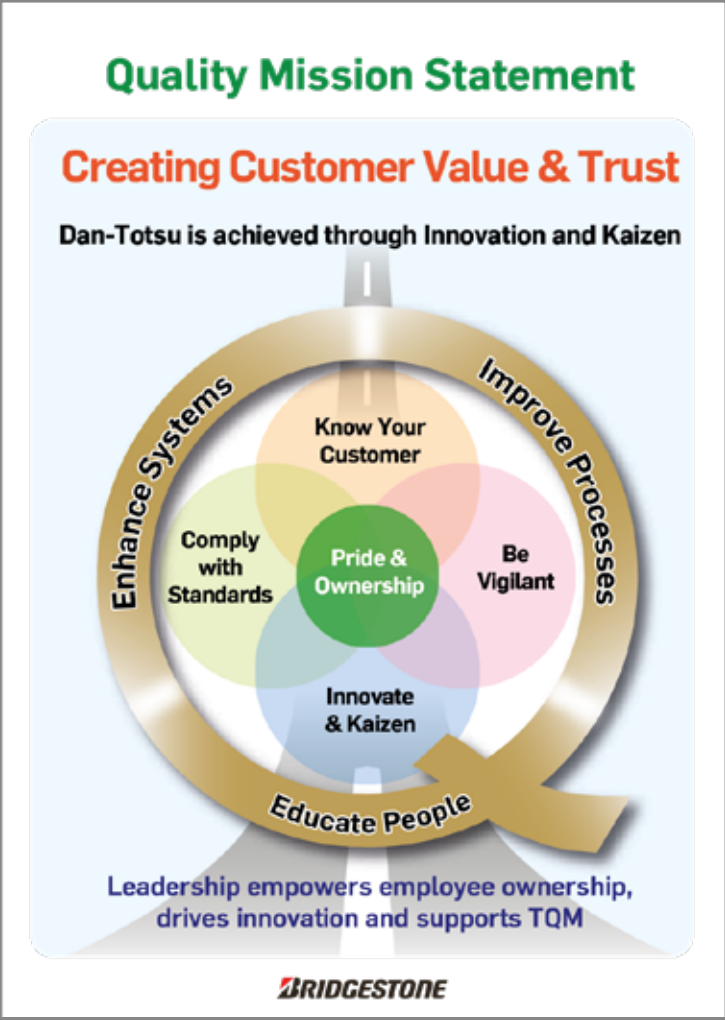 Quality Mission Statement
Creating Customer Value & Trust
Dan-Totsu is achieved through Innovation and Kaizen
Enhance Systems
Improve Processes
Know Your
Customer
Comply
with
Standards
Pride &
Ownership
Be
Vigilant
Innovate
& Kaizen
Educate People
Leadership empowers employee ownership,
drives innovation and supports TQM
BRIDGESTONE